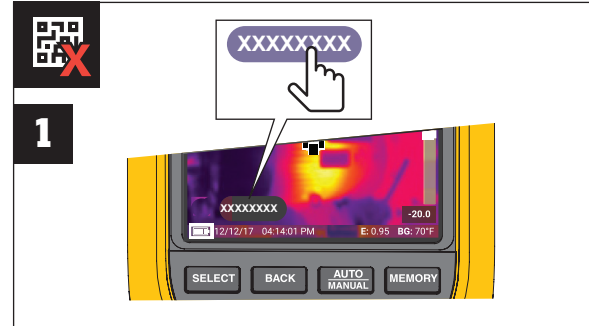 X
1
XXXXXXXX
XXXXXXXX
-20.0
12/12/17 04:14:01 PM E: 0.95 BG: 70°F
SELECT BACK AUTO MEMORY
MANUAL